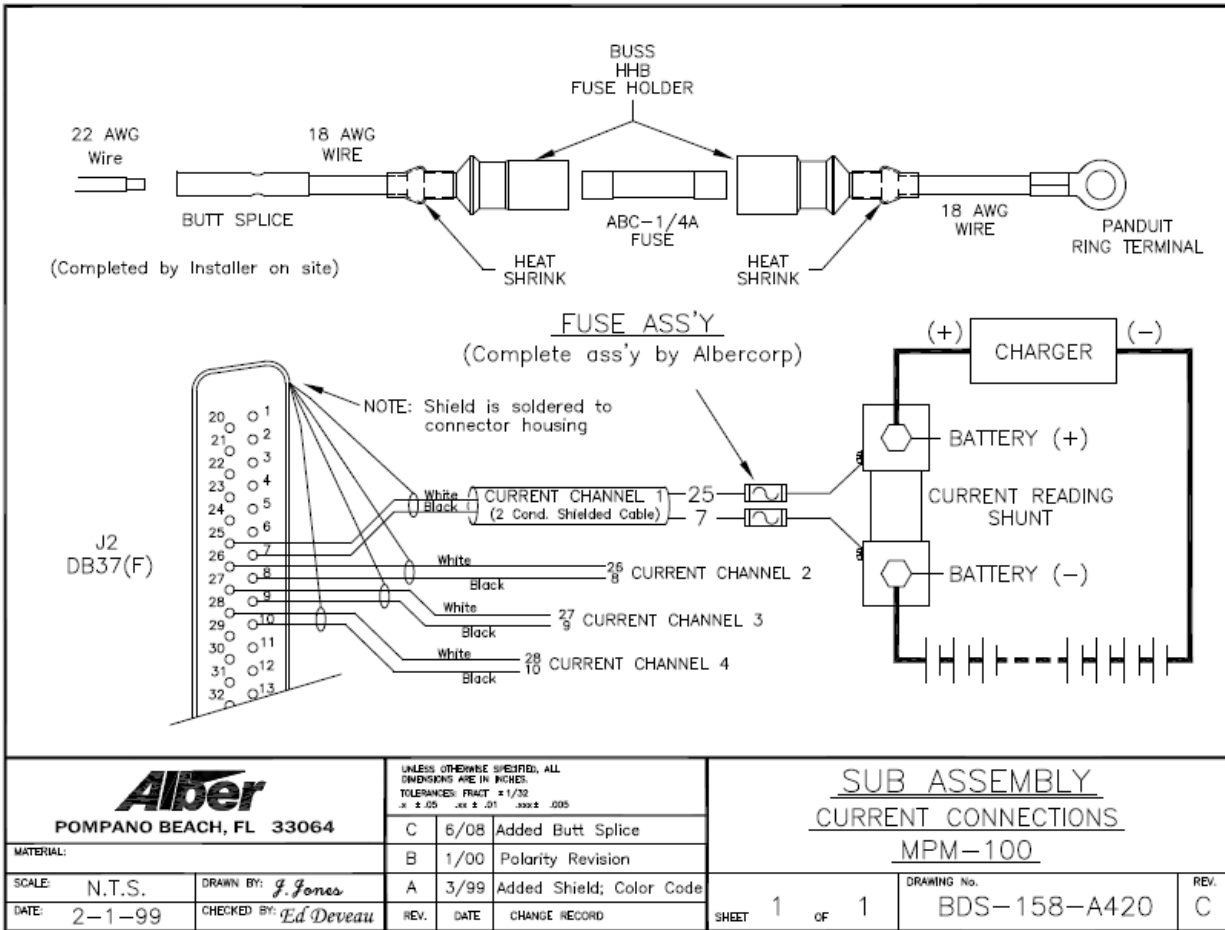 BUSS
HHB
FUSE HOLDER
22 AWG
Wire
18 AWG
WIRE
BUTT SPLICE
ABC-1/4A
FUSE
18 AWG
WIRE
PANDUIT
RING TERMINAL
(Completed by Installer on site)
HEAT
SHRINK
HEAT
SHRINK
FUSE ASS'Y
(Complete ass'y by Albercorp)
(+)
CHARGER
(-)
NOTE: Shield is soldered to
connector housing
BATTERY (+)
CURRENT READING
SHUNT
BATTERY (-)
J2
DB37(F)
20
21
22
23
24
25
26
27
28
29
30
31
32
1
2
3
4
5
6
7
8
9
10
11
12
13
White
Black
CURRENT CHANNEL 1
(2 Cond. Shielded Cable)
25
7
White
Black
26
8
CURRENT CHANNEL 2
White
Black
27
9
CURRENT CHANNEL 3
White
Black
28
10
CURRENT CHANNEL 4
Alber
POMPANO BEACH, FL 33064
MATERIAL:
SCALE: N.T.S.
DRAWN BY: J. Jones
DATE: 2-1-99
CHECKED BY: Ed Deveau
UNLESS OTHERWISE SPECIFIED, ALL
DIMENSIONS ARE IN INCHES.
TOLERANCES: FRACT ± 1/32
.x ± .05 .xx ± .01 .xxx ± .005
C 6/08 Added Butt Splice
B 1/00 Polarity Revision
A 3/99 Added Shield; Color Code
REV. DATE CHANGE RECORD
SUB ASSEMBLY
CURRENT CONNECTIONS
MPM-100
SHEET 1 OF 1
DRAWING No.
BDS-158-A420
REV.
C